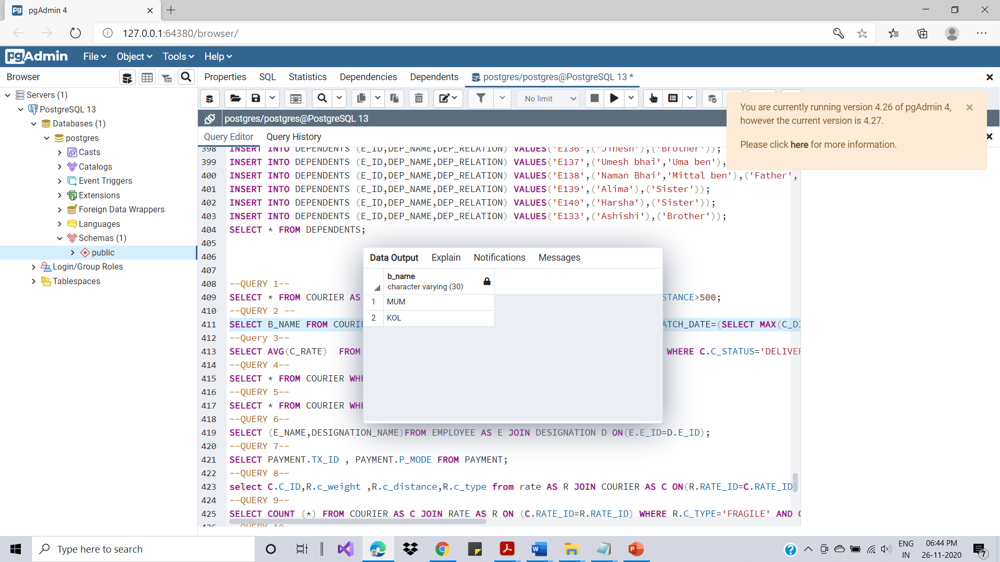 pgAdmin 4
127.0.0.1:64380/browser/
pgAdmin File Object Tools Help
Browser
Properties SQL Statistics Dependencies Dependents postgres/postgres@PostgreSQL 13 *
No limit
postgres/postgres@PostgreSQL 13
Query Editor Query History
You are currently running version 4.26 of pgAdmin 4,
however the current version is 4.27.
Please click here for more information.
Servers (1)
PostgreSQL 13
Databases (1)
postgres
Casts
Catalogs
Event Triggers
Extensions
Foreign Data Wrappers
Languages
Schemas (1)
public
Login/Group Roles
Tablespaces
398 INSERT INTO DEPENDENTS (E_ID,DEP_NAME,DEP_RELATION) VALUES('E136',('Jinesh'),('Brother'));
399 INSERT INTO DEPENDENTS (E_ID,DEP_NAME,DEP_RELATION) VALUES('E137',('Umesh bhai','Uma ben'),
400 INSERT INTO DEPENDENTS (E_ID,DEP_NAME,DEP_RELATION) VALUES('E138',('Naman Bhai','Mittal ben'),('Father',
401 INSERT INTO DEPENDENTS (E_ID,DEP_NAME,DEP_RELATION) VALUES('E139',('Alima'),('Sister'));
402 INSERT INTO DEPENDENTS (E_ID,DEP_NAME,DEP_RELATION) VALUES('E140',('Harsha'),('Sister'));
403 INSERT INTO DEPENDENTS (E_ID,DEP_NAME,DEP_RELATION) VALUES('E133',('Ashishi'),('Brother'));
404 SELECT * FROM DEPENDENTS;
405
406
407
408 --QUERY 1--
409 SELECT * FROM COURIER AS STANCE>500;
410 --QUERY 2 --
411 SELECT B_NAME FROM COURIE ATCH_DATE=(SELECT MAX(C_DI
412 --Query 3--
413 SELECT AVG(C_RATE) FROM WHERE C.C_STATUS='DELIVER
414 --QUERY 4--
415 SELECT * FROM COURIER WHE
416 --QUERY 5--
417 SELECT * FROM COURIER WHE
418 --QUERY 6--
419 SELECT (E_NAME,DESIGNATION_NAME)FROM EMPLOYEE AS E JOIN DESIGNATION D ON(E.E_ID=D.E_ID);
420 --QUERY 7--
421 SELECT PAYMENT.TX_ID , PAYMENT.P_MODE FROM PAYMENT;
422 --QUERY 8--
423 select C.C_ID,R.c_weight ,R.c_distance,R.c_type from rate AS R JOIN COURIER AS C ON(R.RATE_ID=C.RATE_ID)
424 --QUERY 9--
425 SELECT COUNT (*) FROM COURIER AS C JOIN RATE AS R ON (C.RATE_ID=R.RATE_ID) WHERE R.C_TYPE='FRAGILE' AND C
426 --QUERY 10--
Data Output Explain Notifications Messages
b_name
character varying (30)
1 MUM
2 KOL
Type here to search
ENG
IN
06:44 PM
26-11-2020
7